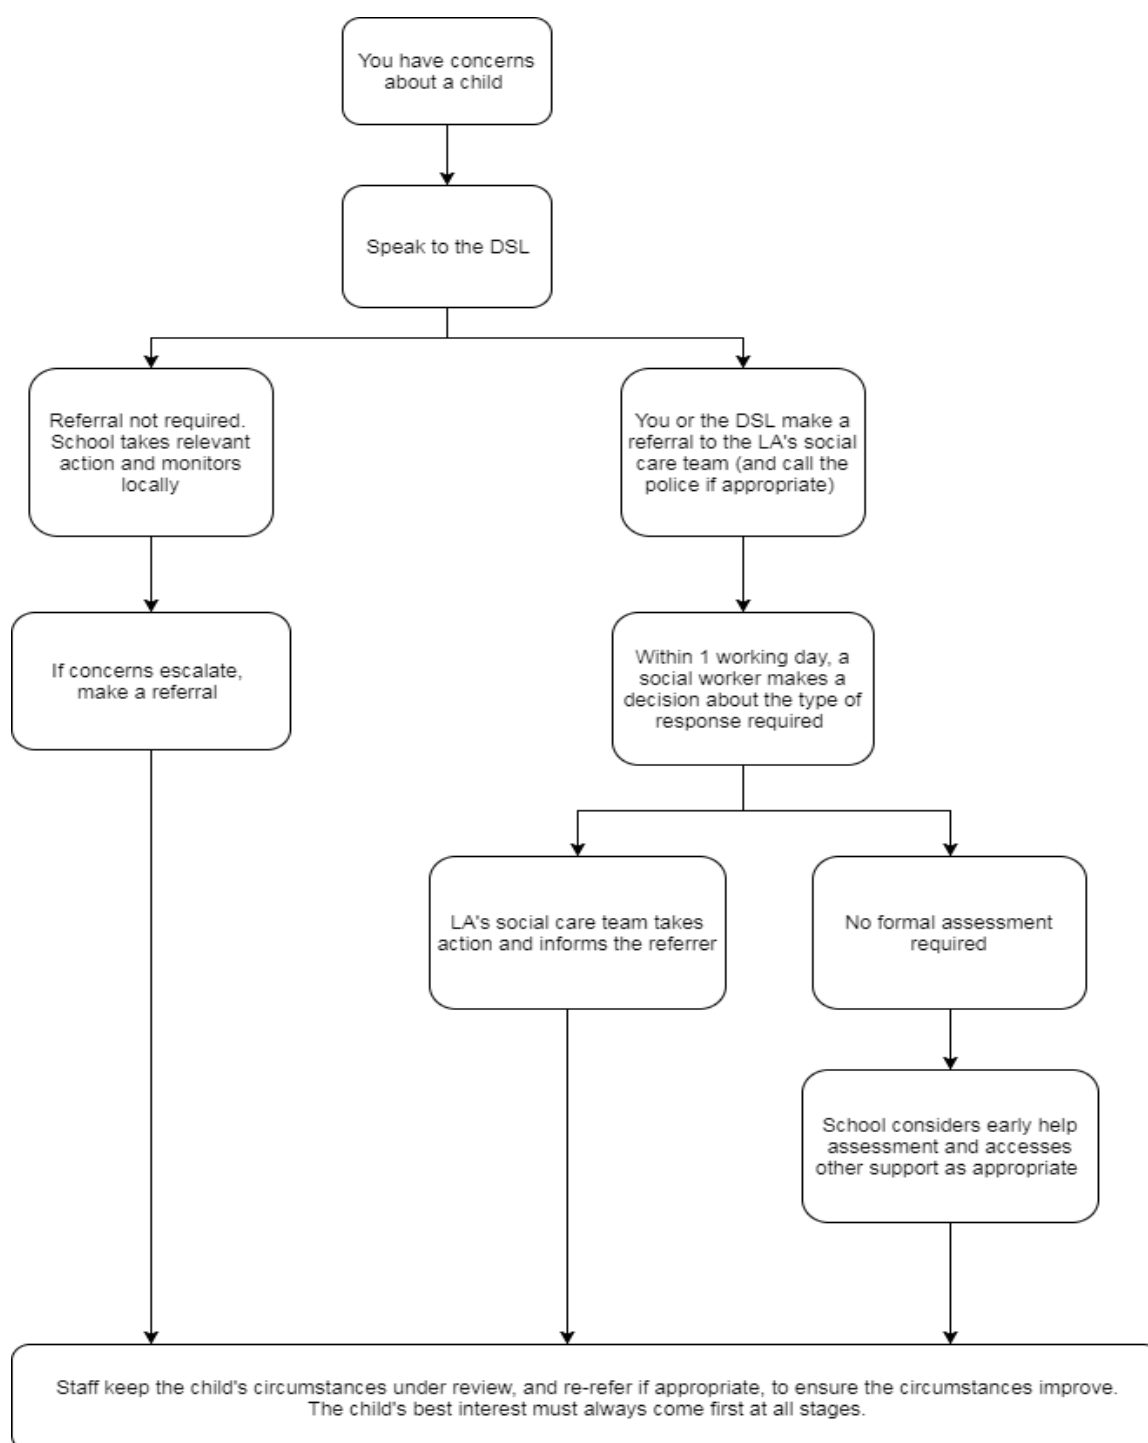 You have concerns
about a child
Speak to the DSL
Referral not required.
School takes relevant
action and monitors
locally
You or the DSL make a
referral to the LA's social
care team (and call the
police if appropriate)
If concerns escalate,
make a referral
Within 1 working day, a
social worker makes a
decision about the type of
response required
LA's social care team takes
action and informs the referrer
No formal assessment
required
School considers early help
assessment and accesses
other support as appropriate
Staff keep the child's circumstances under review, and re-refer if appropriate, to ensure the circumstances improve.
The child's best interest must always come first at all stages.